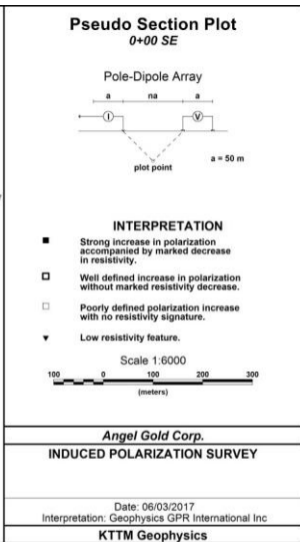 Pseudo Section Plot
0+00 SE
Pole-Dipole Array
a na a
I V
plot point
a = 50 m
INTERPRETATION
Strong increase in polarization
accompanied by marked decrease
in resistivity.
Well defined increase in polarization
without marked resistivity decrease.
Poorly defined polarization increase
with no resistivity signature.
Low resistivity feature.
Scale 1:6000
100 0 100 200 300
(meters)
Angel Gold Corp.
INDUCED POLARIZATION SURVEY
Date: 06/03/2017
Interpretation: Geophysics GPR International Inc
KTTM Geophysics